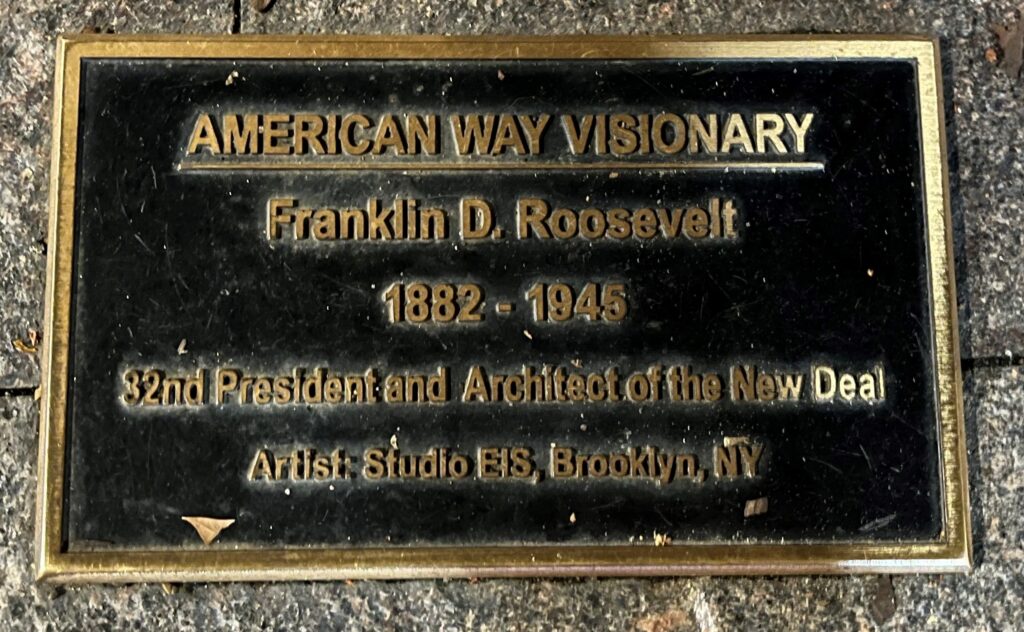 AMERICAN WAY VISIONARY
Franklin D. Roosevelt
1882 - 1945
32nd President and Architect of the New Deal
Artist: Studio EIS, Brooklyn, NY